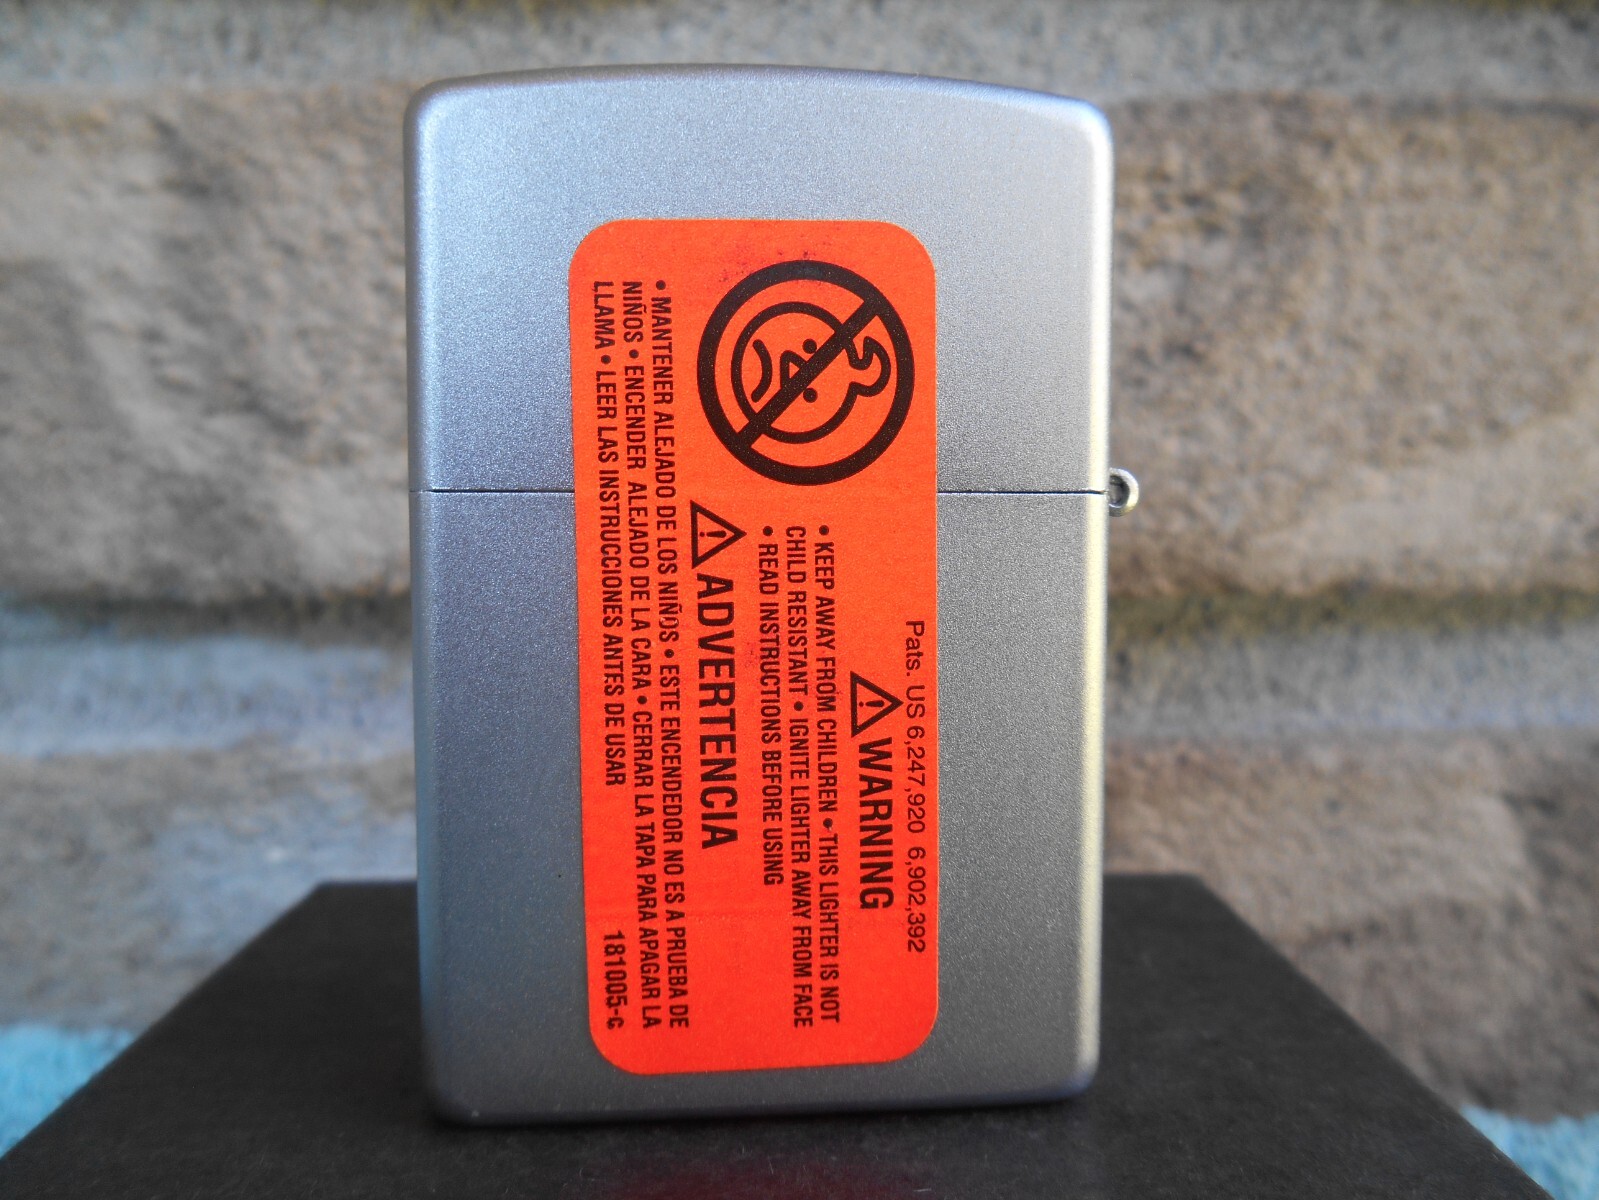 Pats. US 6,247,920 6,902,392
WARNING
• KEEP AWAY FROM CHILDREN • THIS LIGHTER IS NOT
CHILD RESISTANT • IGNITE LIGHTER AWAY FROM FACE
• READ INSTRUCTIONS BEFORE USING
ADVERTENCIA
• MANTENER ALEJADO DE LOS NIÑOS • ESTE ENCENDEDOR NO ES A PRUEBA DE
NIÑOS • ENCENDER ALEJADO DE LA CARA • CERRAR LA TAPA PARA APAGAR LA
LLAMA • LEER LAS INSTRUCCIONES ANTES DE USAR
181005-C